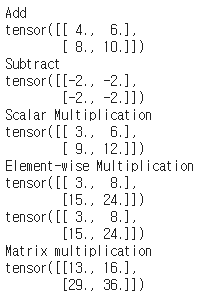 Add
tensor([[ 4.,  6.],
        [ 8., 10.]])
Subtract
tensor([[-2., -2.],
        [-2., -2.]])
Scalar Multiplication
tensor([[ 3.,  6.],
        [ 9., 12.]])
Element-wise Multiplication
tensor([[ 3.,  8.],
        [15., 24.]])
tensor([[ 3.,  8.],
        [15., 24.]])
Matrix multiplication
tensor([[13., 16.],
        [29., 36.]])